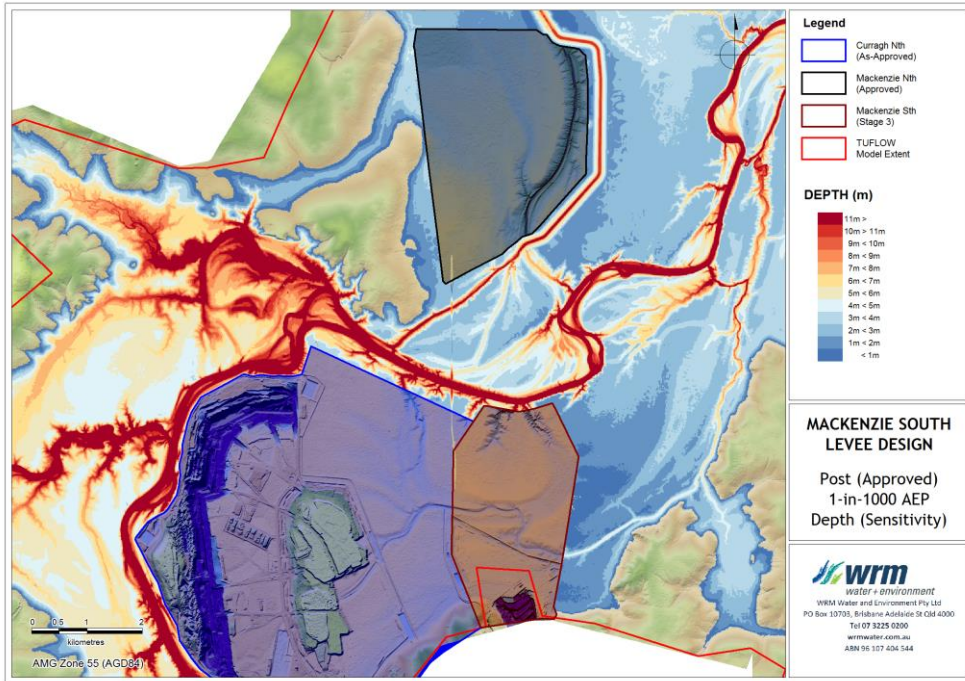 Legend
Curragh Nth
(As-Approved)
Mackenzie Nth
(Approved)
Mackenzie Sth
(Stage 3)
TUFLOW
Model Extent
DEPTH (m)
11m >
10m > 11m
9m < 10m
8m < 9m
7m < 8m
6m < 7m
5m < 6m
4m < 5m
3m < 4m
2m < 3m
1m < 2m
< 1m
MACKENZIE SOUTH
LEVEE DESIGN
Post (Approved)
1-in-1000 AEP
Depth (Sensitivity)
wrm
water + environment
WRM Water and Environment Pty Ltd
PO Box 10703, Brisbane Adelaide St Qld 4000
Tel 07 3225 0200
wrmwater.com.au
ABN 96 107 404 544
0 0.5 1 2
kilometres
AMG Zone 55 (AGD84)